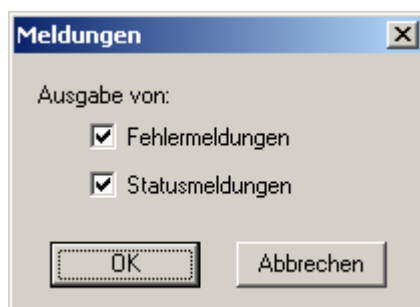 Meldungen
Ausgabe von:
Fehlermeldungen
Statusmeldungen
OK
Abbrechen